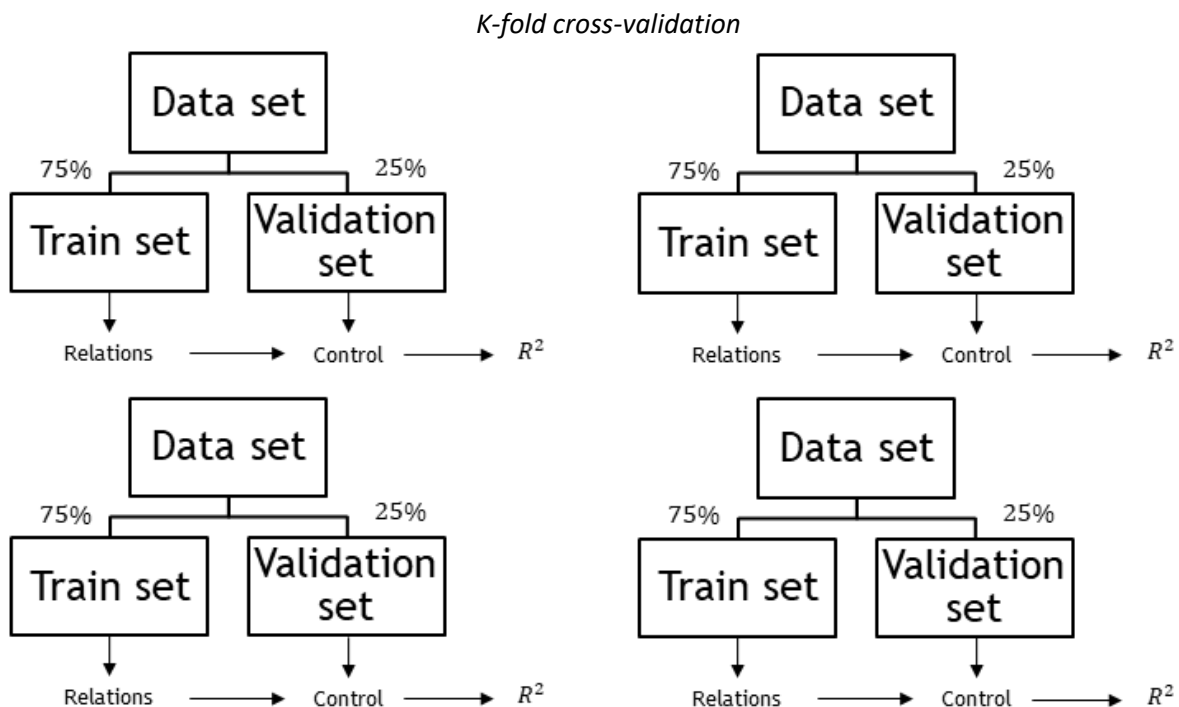 K-fold cross-validation
Data set
75%
25%
Train set
Validation
set
Relations
Control
R²
Data set
75%
25%
Train set
Validation
set
Relations
Control
R²
Data set
75%
25%
Train set
Validation
set
Relations
Control
R²
Data set
75%
25%
Train set
Validation
set
Relations
Control
R²